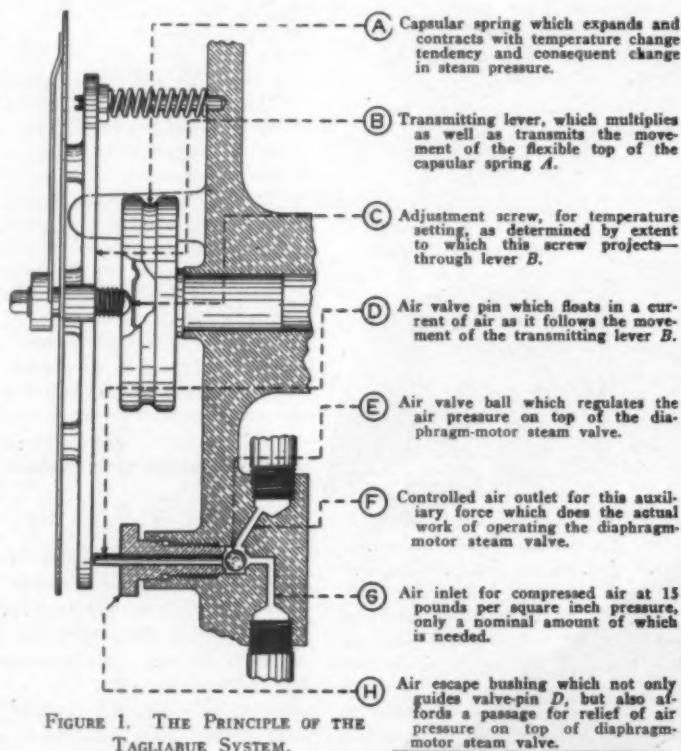 A Capsular spring which expands and
contracts with temperature change
tendency and consequent change
in steam pressure.
B Transmitting lever, which multiplies
as well as transmits the move-
ment of the flexible top of the
capsular spring A.
C Adjustment screw, for temperature
setting, as determined by extent
to which this screw projects—
through lever B.
D Air valve pin which floats in a cur-
rent of air as it follows the move-
ment of the transmitting lever B.
E Air valve ball which regulates the
air pressure on top of the dia-
phragm-motor steam valve.
F Controlled air outlet for this auxil-
iary force which does the actual
work of operating the diaphragm-
motor steam valve.
G Air inlet for compressed air at 15
pounds per square inch pressure,
only a nominal amount of which
is needed.
H Air escape bushing which not only
guides valve-pin D, but also af-
fords a passage for relief of air
pressure on top of diaphragm-
motor steam valve.
FIGURE 1. THE PRINCIPLE OF THE
TAGLIABUE SYSTEM.